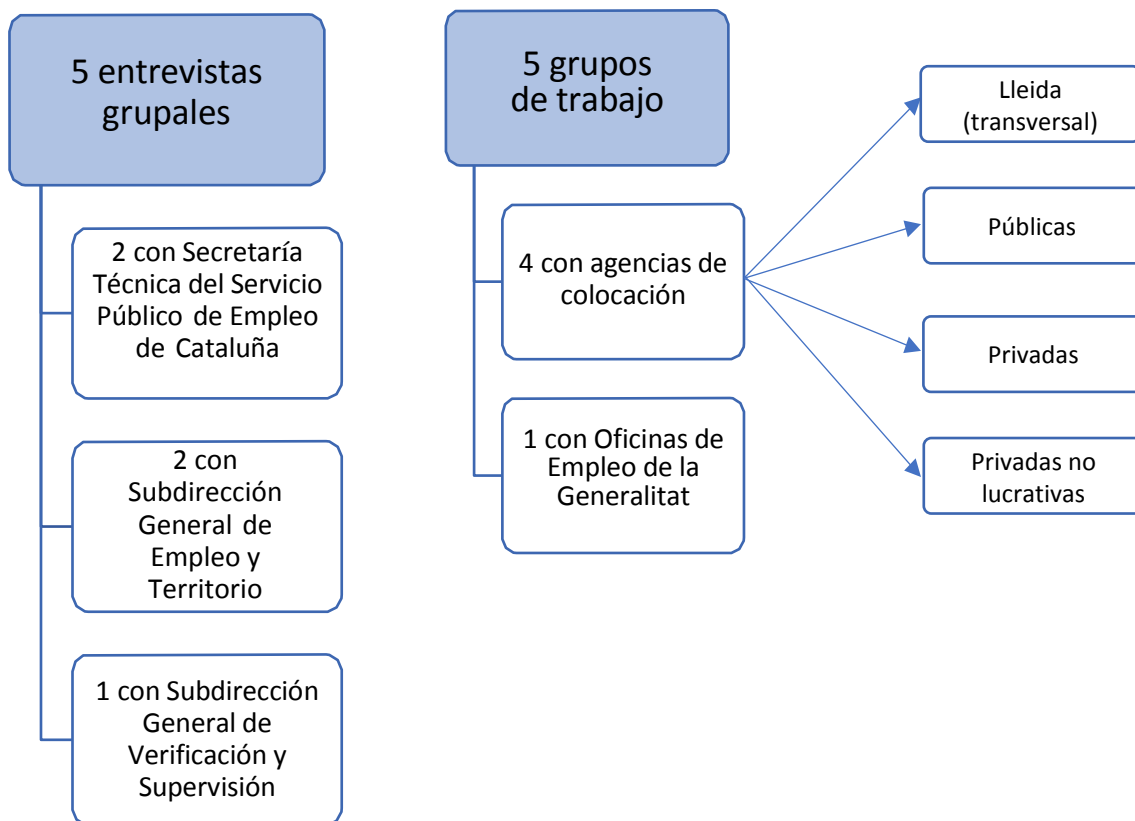 5 entrevistas
grupales
2 con Secretaría
Técnica del Servicio
Público de Empleo
de Cataluña
2 con
Subdirección
General de
Empleo y
Territorio
1 con Subdirección
General de
Verificación y
Supervisión
5 grupos
de trabajo
4 con agencias de
colocación
1 con Oficinas de
Empleo de la
Generalitat
Lleida
(transversal)
Públicas
Privadas
Privadas no
lucrativas